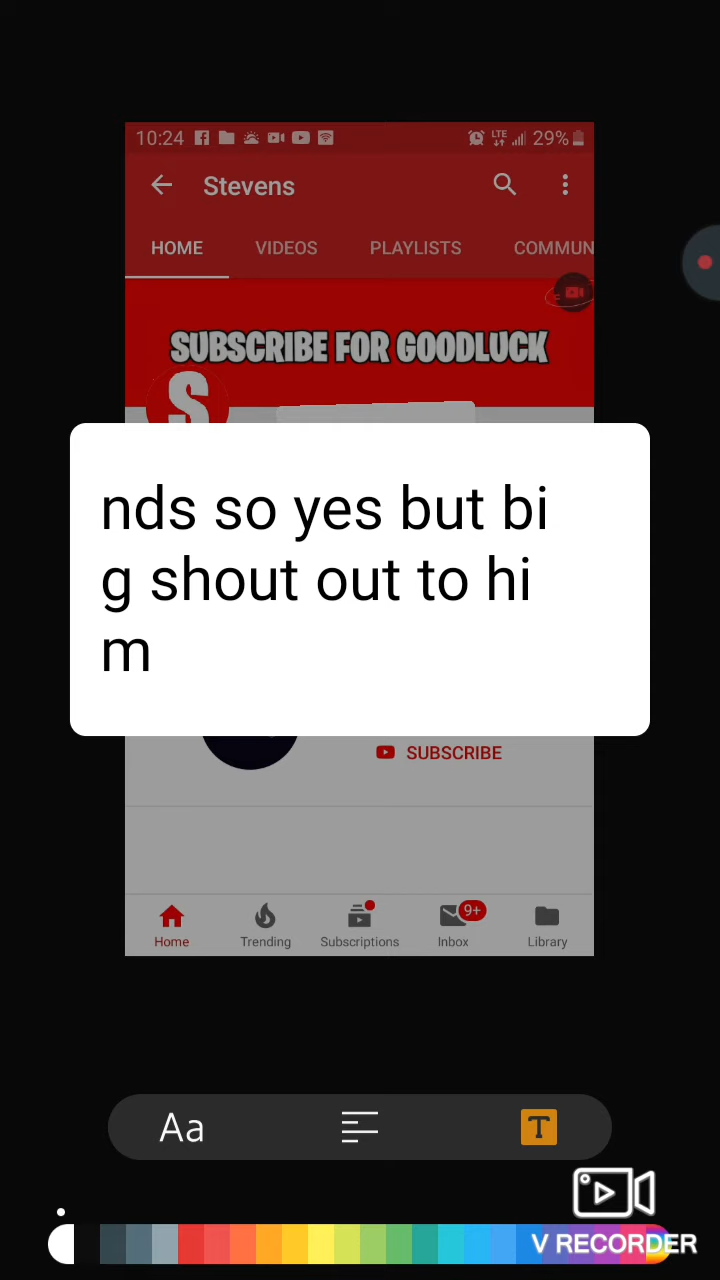 10:24 LTE 29%
Stevens
HOME VIDEOS PLAYLISTS COMMUN
SUBSCRIBE FOR GOODLUCK
S
nds so yes but bi
g shout out to hi
m
SUBSCRIBE
9+
Home Trending Subscriptions Inbox Library
Aa T
V RECORDER